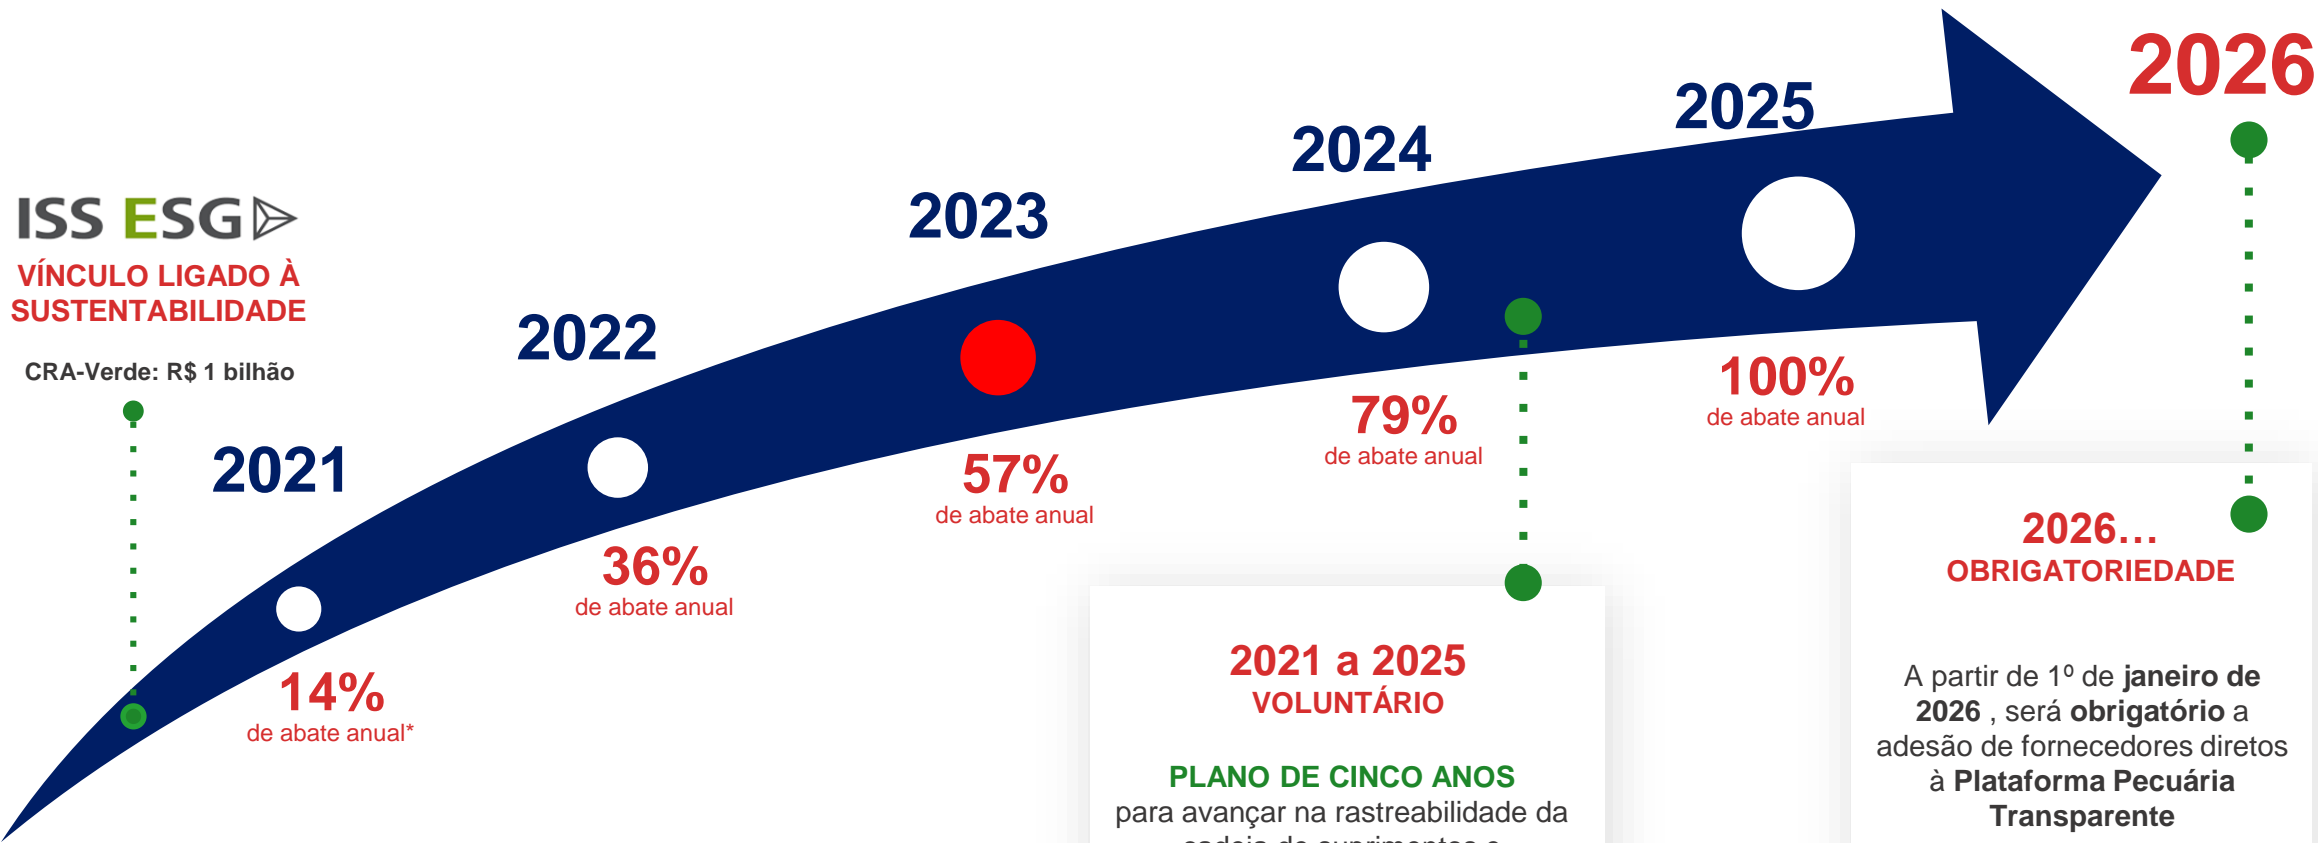 2026
2025
2024
2023
2022
2021
ISS ESG
VÍNCULO LIGADO À
SUSTENTABILIDADE
CRA-Verde: R$ 1 bilhão
14%
de abate anual*
36%
de abate anual
57%
de abate anual
79%
de abate anual
100%
de abate anual
2021 a 2025
VOLUNTÁRIO
PLANO DE CINCO ANOS
para avançar na rastreabilidade da
cadeia de suprimentos e
2026...
OBRIGATORIEDADE
A partir de 1º de janeiro de
2026 , será obrigatório a
adesão de fornecedores diretos
à Plataforma Pecuária
Transparente